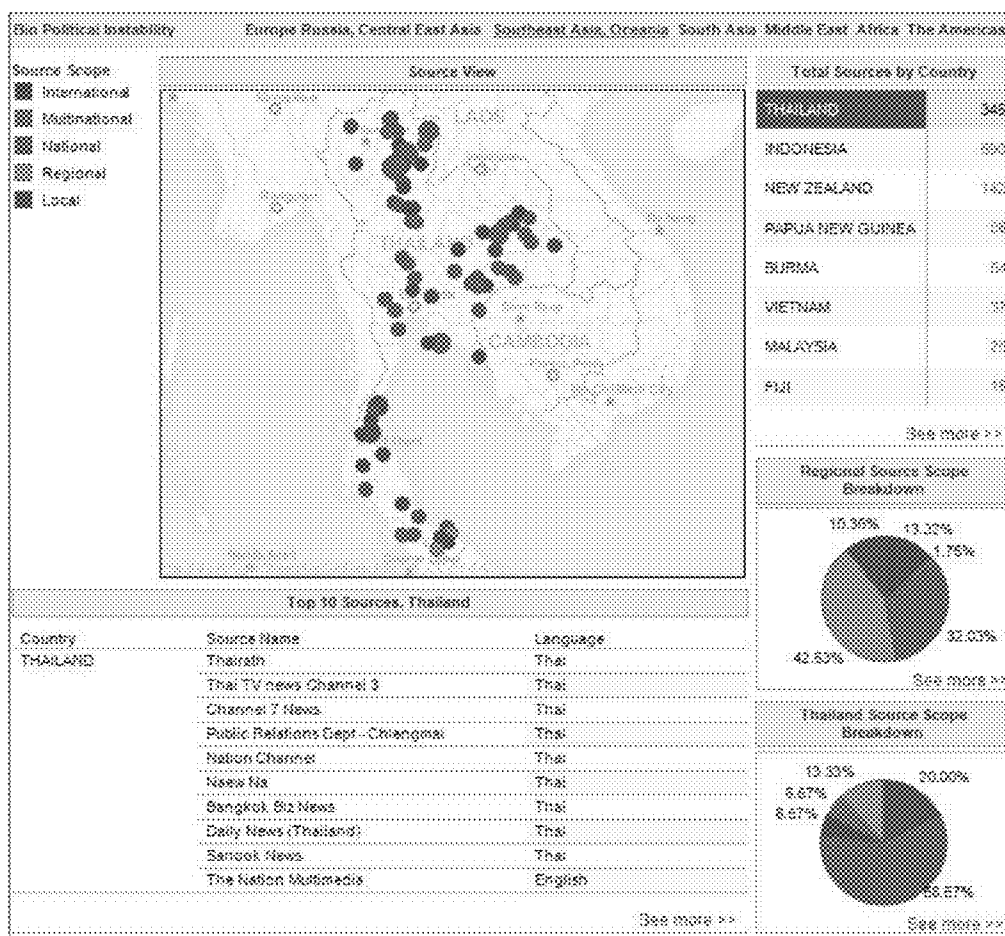 Bio Political Instability
Europe Russia, Central East Asia Southeast Asia, Oceania South Asia Middle East Africa The Americas
Source Scope
International
Multinational
National
Regional
Local
Source View
LAOS
CAMBODIA
Total Sources by Country
THAILAND 345
INDONESIA
NEW ZEALAND 142
PAPUA NEW GUINEA
BURMA
VIETNAM
MALAYSIA
FIJI
See more >>
Regional Source Scope
Breakdown
13.32%
1.76%
32.03%
42.53%
See more >>
Top 10 Sources, Thailand
Country Source Name Language
THAILAND Thairath Thai
Thai TV news Channel 3 Thai
Channel 7 News Thai
Public Relations Dept - Chiengmai Thai
Nation Channel Thai
Naew Na Thai
Bangkok Biz News Thai
Daily News (Thailand) Thai
Sanook News Thai
The Nation Multimedia English
See more >>
Thailand Source Scope
Breakdown
13.33%
20.00%
6.67%
6.67%
See more >>